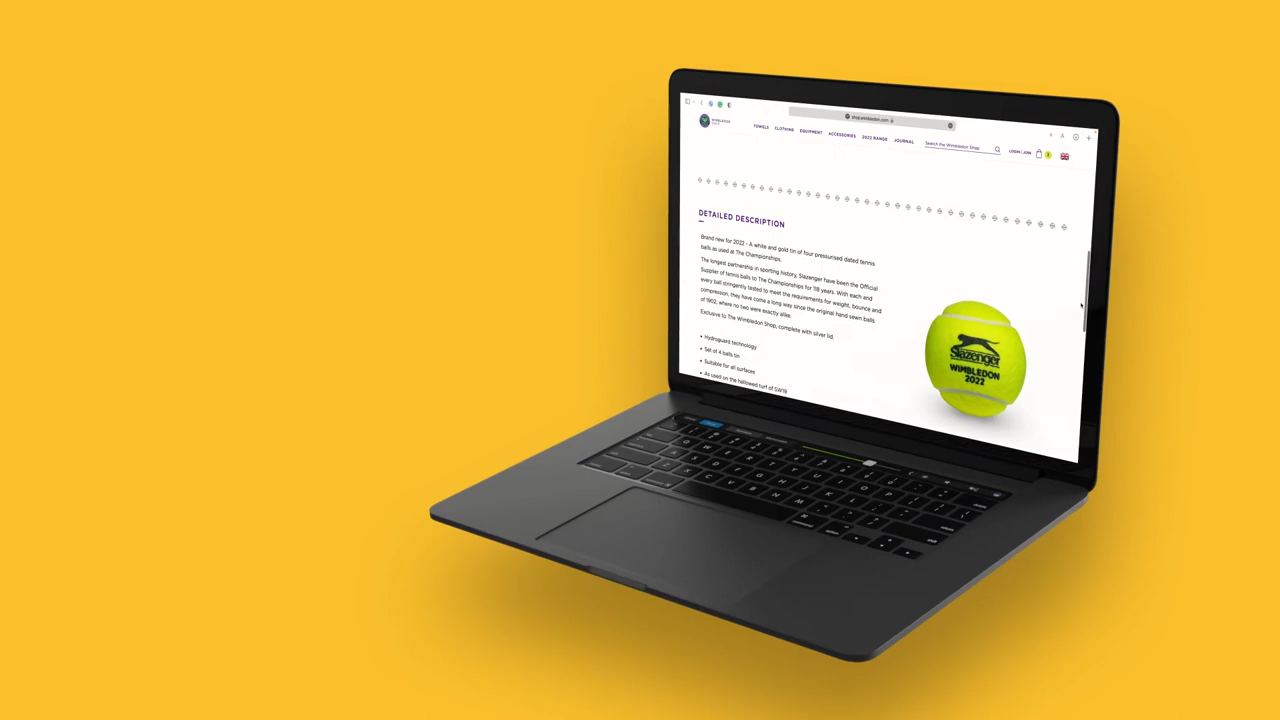 shop.wimbledon.com
WIMBLEDON
TOWELS CLOTHING EQUIPMENT ACCESSORIES 2022 RANGE JOURNAL Search the Wimbledon Shop LOGIN | JOIN
DETAILED DESCRIPTION
Brand new for 2022 - A white and gold tin of four pressurised dated tennis
balls as used at The Championships.
The longest partnership in sporting history, Slazenger have been the Official
Supplier of tennis balls to The Championships for 118 years. With each and
every ball stringently tested to meet the requirements for weight, bounce and
compression, they have come a long way since the original hand sewn balls
of 1902, where no two were exactly alike.
Exclusive to The Wimbledon Shop, complete with silver lid.
• Hydroguard technology
• Set of 4 balls tin
• Suitable for all surfaces
• As used on the hallowed turf of SW19
Slazenger
WIMBLEDON
2022